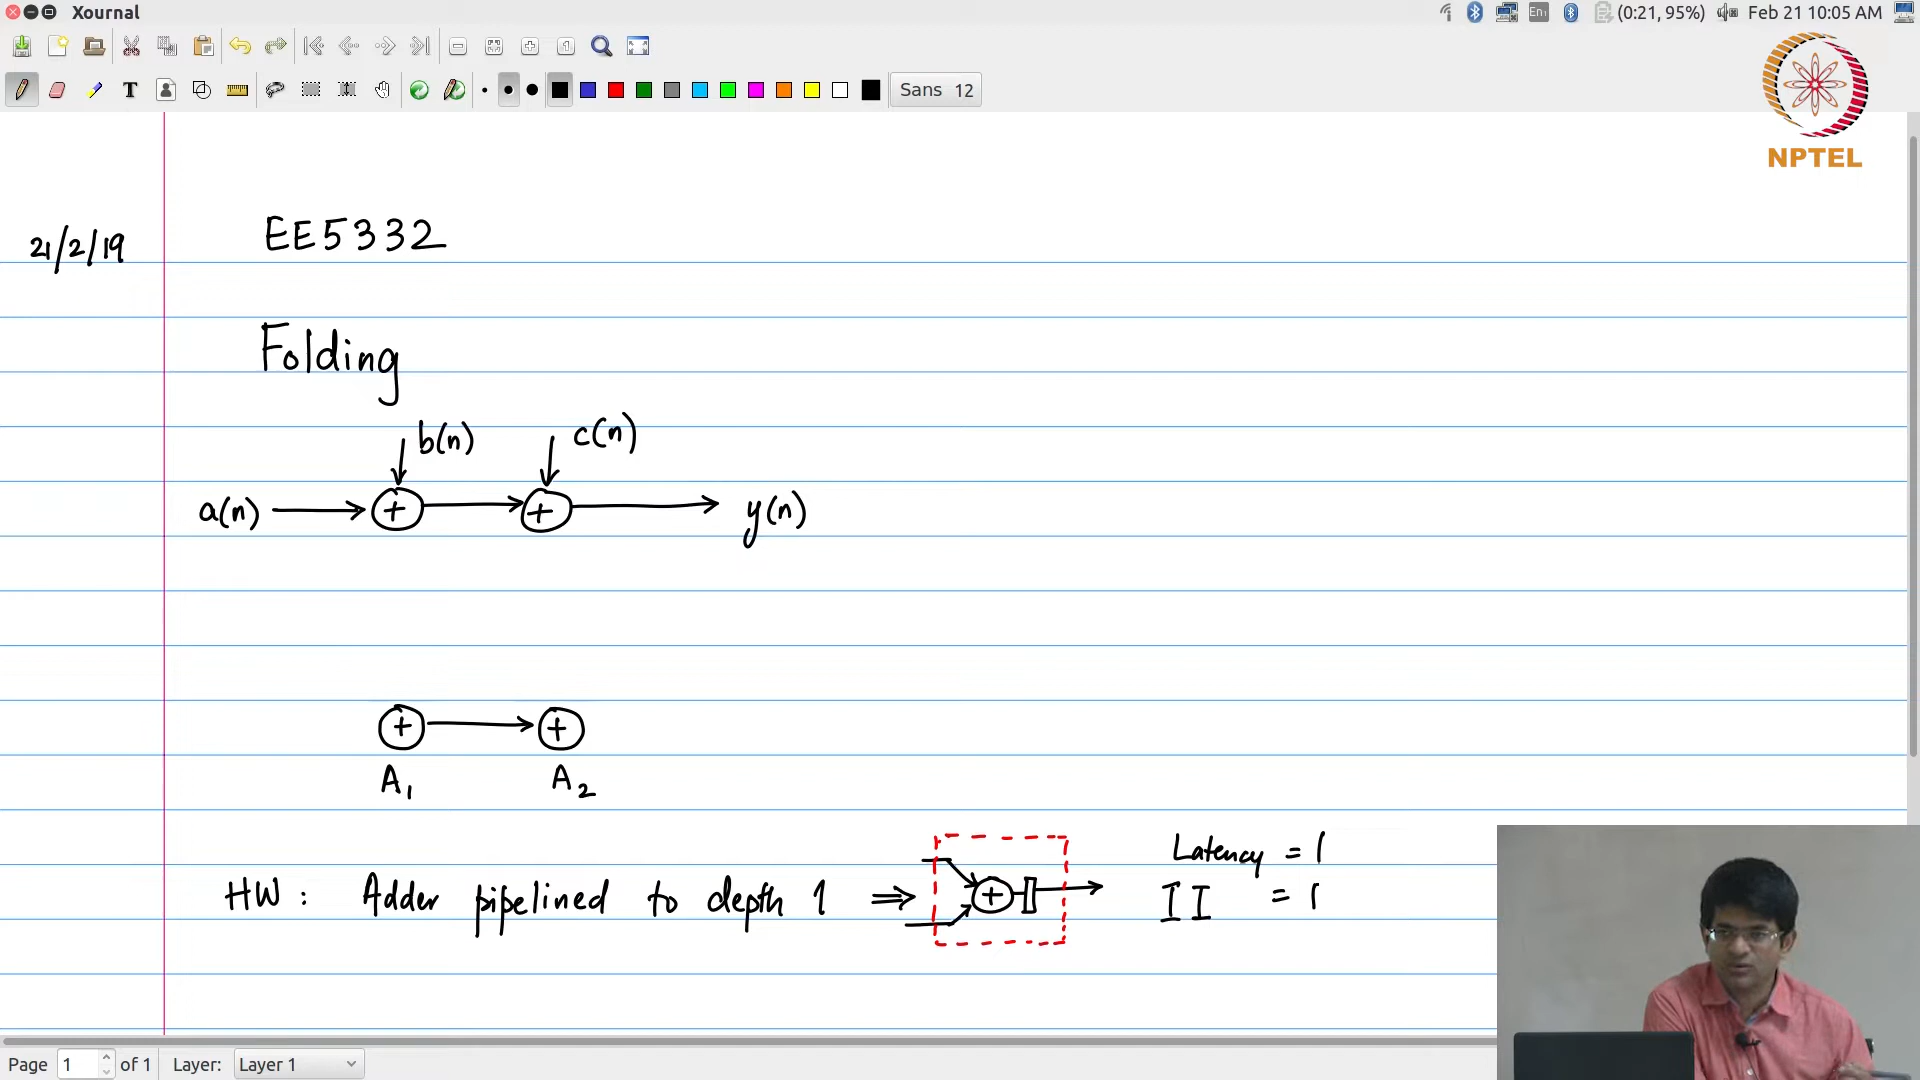 Xournal
En1
(0:21, 95%)
Feb 21 10:05 AM
Sans 12
NPTEL
21/2/19
EE5332
Folding
b(n) c(n)
a(n) + + y(n)
+ +
A1 A2
HW : Adder pipelined to depth 1 ⇒ +
Latency = 1
II = 1
Page 1 of 1 Layer: Layer 1